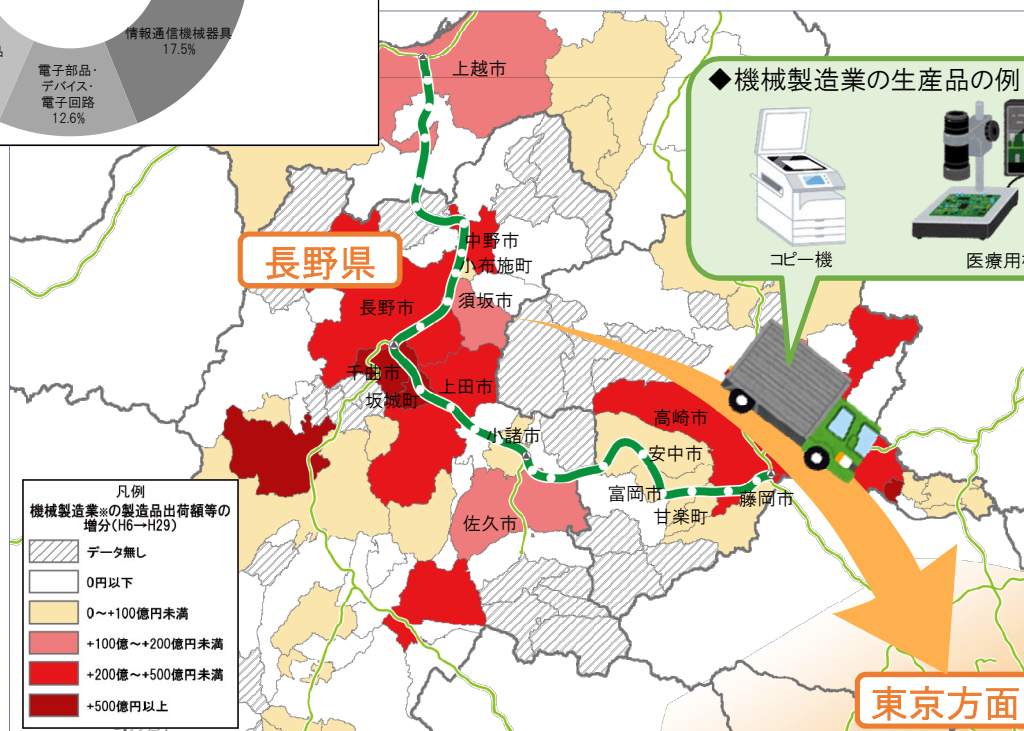 情報通信機械器具
17.5%
品
電子部品・
デバイス・
電子回路
12.6%
上越市
◆機械製造業の生産品の例
コピー機
医療用
長野県
中野市
小布施町
須坂市
長野市
千曲市
坂城町
上田市
小諸市
佐久市
高崎市
安中市
富岡市
甘楽町
藤岡市
凡例
機械製造業※の製造品出荷額等の
増分(H6→H29)
データ無し
0円以下
0~+100億円未満
+100億~+200億円未満
+200億~+500億円未満
+500億円以上
東京方面